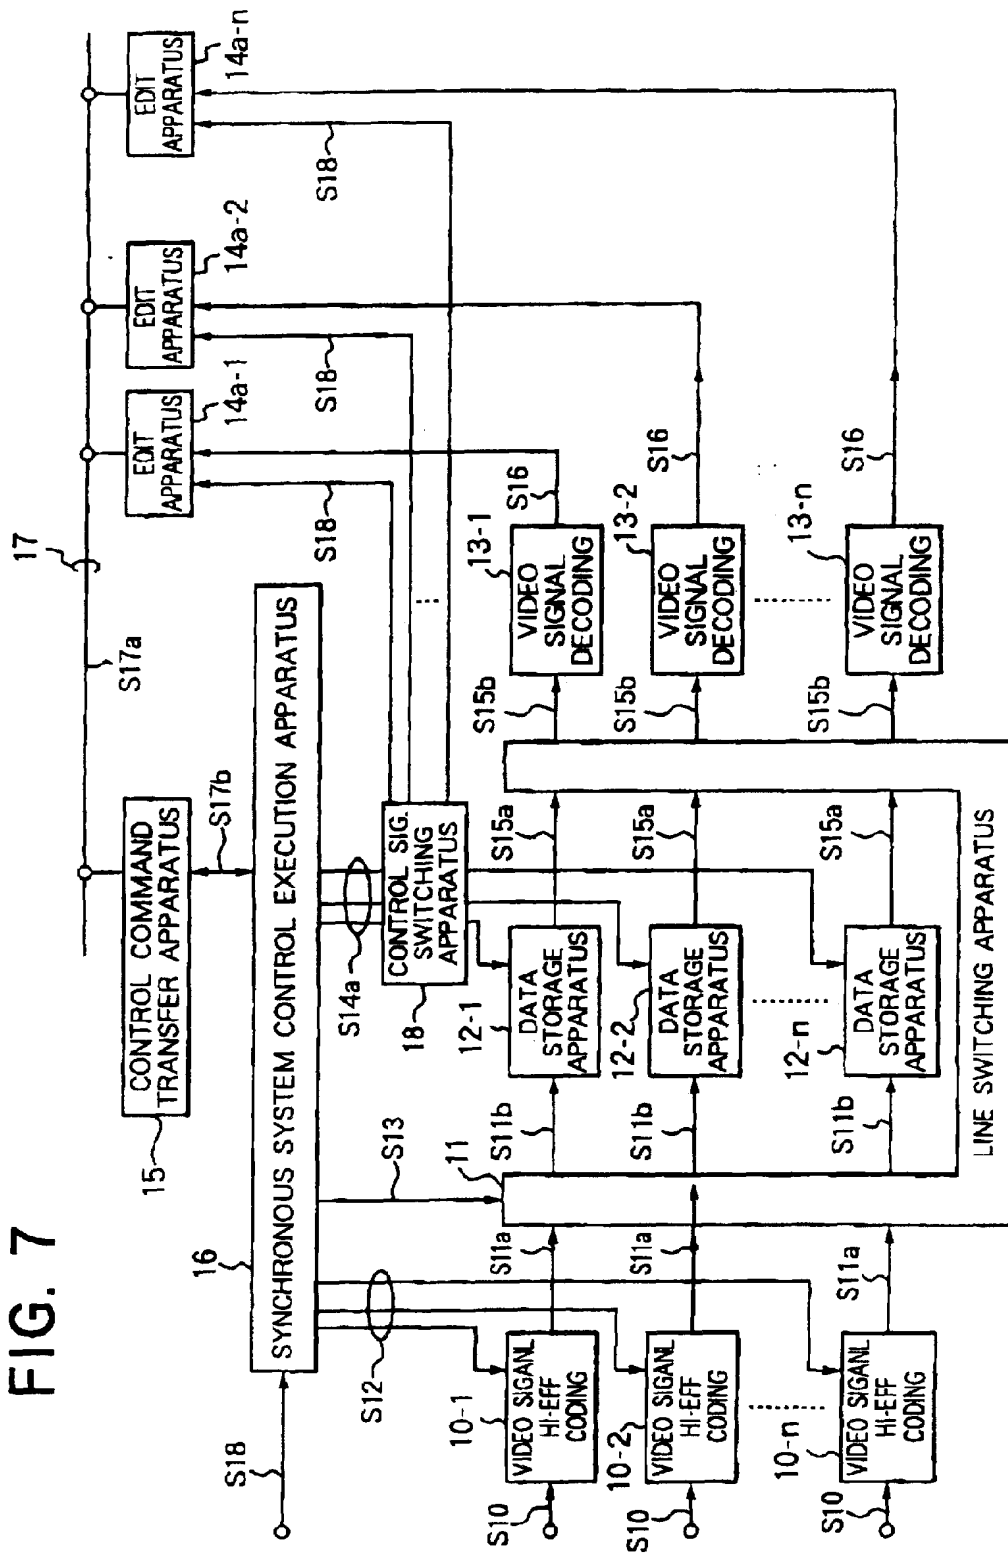 FIG. 7
17
S17a
CONTROL COMMAND
TRANSFER APPARATUS
15
S17b
EDIT
APPARATUS
14a-1
EDIT
APPARATUS
14a-2
EDIT
APPARATUS
14a-n
S18
S18
S18
16
SYNCHRONOUS SYSTEM CONTROL EXECUTION APPARATUS
S18
S12
S13
S14a
CONTROL SIG.
SWITCHING
APPARATUS
18
S10
10-1
VIDEO SIGANL
HI-EFF
CODING
S11a
11
S11b
12-1
DATA
STORAGE
APPARATUS
S15a
S15b
13-1
VIDEO
SIGNAL
DECODING
S16
S10
10-2
VIDEO SIGANL
HI-EFF
CODING
S11a
S11b
12-2
DATA
STORAGE
APPARATUS
S15a
S15b
13-2
VIDEO
SIGNAL
DECODING
S16
S10
10-n
VIDEO SIGANL
HI-EFF
CODING
S11a
S11b
12-n
DATA
STORAGE
APPARATUS
S15a
S15b
13-n
VIDEO
SIGNAL
DECODING
S16
LINE SWITCHING APPARATUS